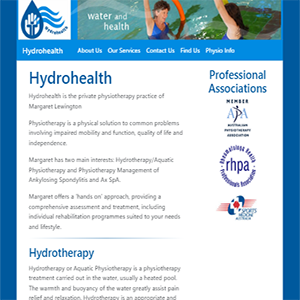 Hydrohealth
water and
health
Hydrohealth
About Us
Our Services
Contact Us
Find Us
Physio Info
Hydrohealth
Hydrohealth is the private physiotherapy practice of
Margaret Lewington
Physiotherapy is a physical solution to common problems
involving impaired mobility and function, quality of life and
independence.
Margaret has two main interests: Hydrotherapy/Aquatic
Physiotherapy and Physiotherapy Management of
Ankylosing Spondylitis and Ax SpA.
Margaret offers a 'hands on' approach, providing a
comprehensive assessment and treatment, including
individual rehabilitation programmes suited to your needs
and lifestyle.
Hydrotherapy
Hydrotherapy or Aquatic Physiotherapy is a physiotherapy
treatment carried out in the water, usually a heated pool.
The warmth and buoyancy of the water greatly assist pain
relief and relaxation. Hydrotherapy is an appropriate and
Professional
Associations
MEMBER
APA
AUSTRALIAN
PHYSIOTHERAPY
ASSOCIATION
Rheumatology Health
rhpa
Professionals Association
SPORTS
MEDICINE
AUSTRALIA